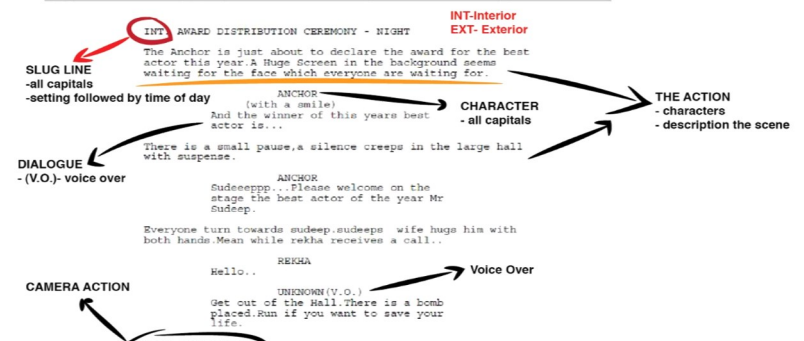 INT-Interior
EXT- Exterior
INT. AWARD DISTRIBUTION CEREMONY - NIGHT
The Anchor is just about to declare the award for the best
actor this year.A Huge Screen in the background seems
waiting for the face which everyone are waiting for.
SLUG LINE
-all capitals
-setting followed by time of day
ANCHOR
(with a smile)
And the winner of this years best
actor is...
CHARACTER
- all capitals
THE ACTION
- characters
- description the scene
There is a small pause,a silence creeps in the large hall
with suspense.
DIALOGUE
- (V.O.)- voice over
ANCHOR
Sudeeeppp...Please welcome on the
stage the best actor of the year Mr
Sudeep.
Everyone turn towards sudeep.sudeeps wife hugs him with
both hands.Mean while rekha receives a call..
REKHA
Hello..
Voice Over
CAMERA ACTION
UNKNOWN(V.O.)
Get out of the Hall.There is a bomb
placed.Run if you want to save your
life.